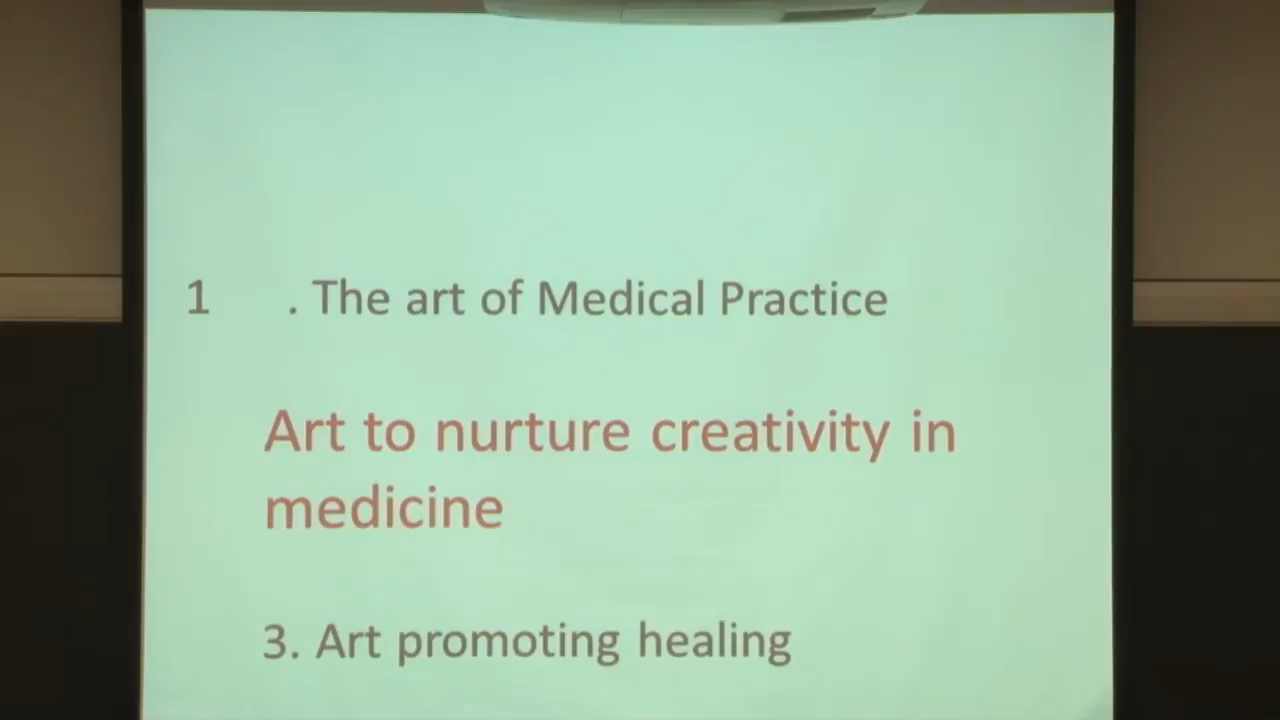 1 . The art of Medical Practice
Art to nurture creativity in
medicine
3. Art promoting healing